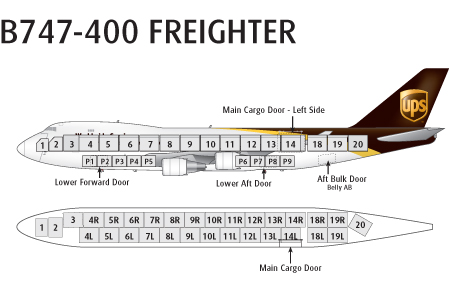 B747-400 FREIGHTER
ups
Main Cargo Door - Left Side
1 2 3 4 5 6 7 8 9 10 11 12 13 14 18 19 20
P1 P2 P3 P4 P5 P6 P7 P8 P9
Lower Forward Door
Lower Aft Door
Aft Bulk Door
Belly AB
1 2 3 4R 5R 6R 7R 8R 9R 10R 11R 12R 13R 14R 18R 19R 20
4L 5L 6L 7L 8L 9L 10L 11L 12L 13L 14L 18L 19L
Main Cargo Door